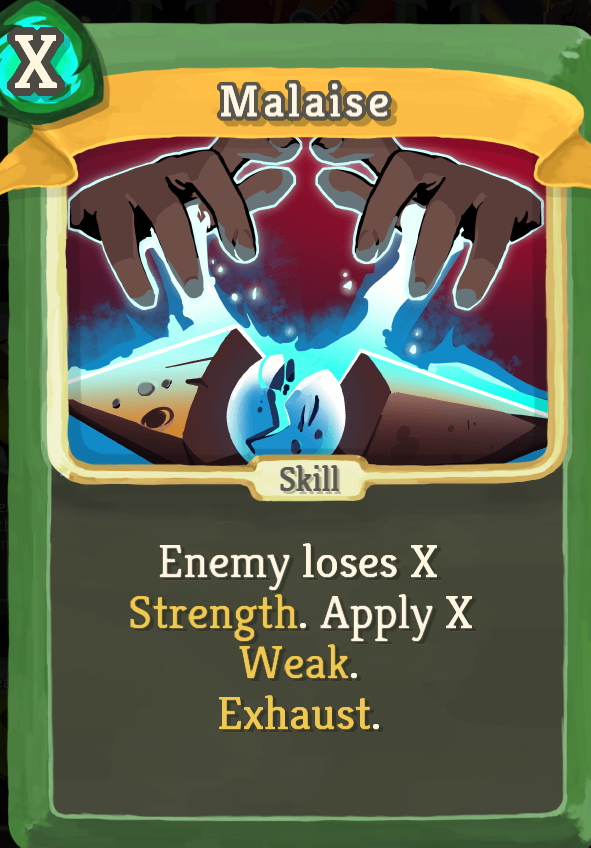 X
Malaise
Skill
Enemy loses X
Strength. Apply X
Weak.
Exhaust.